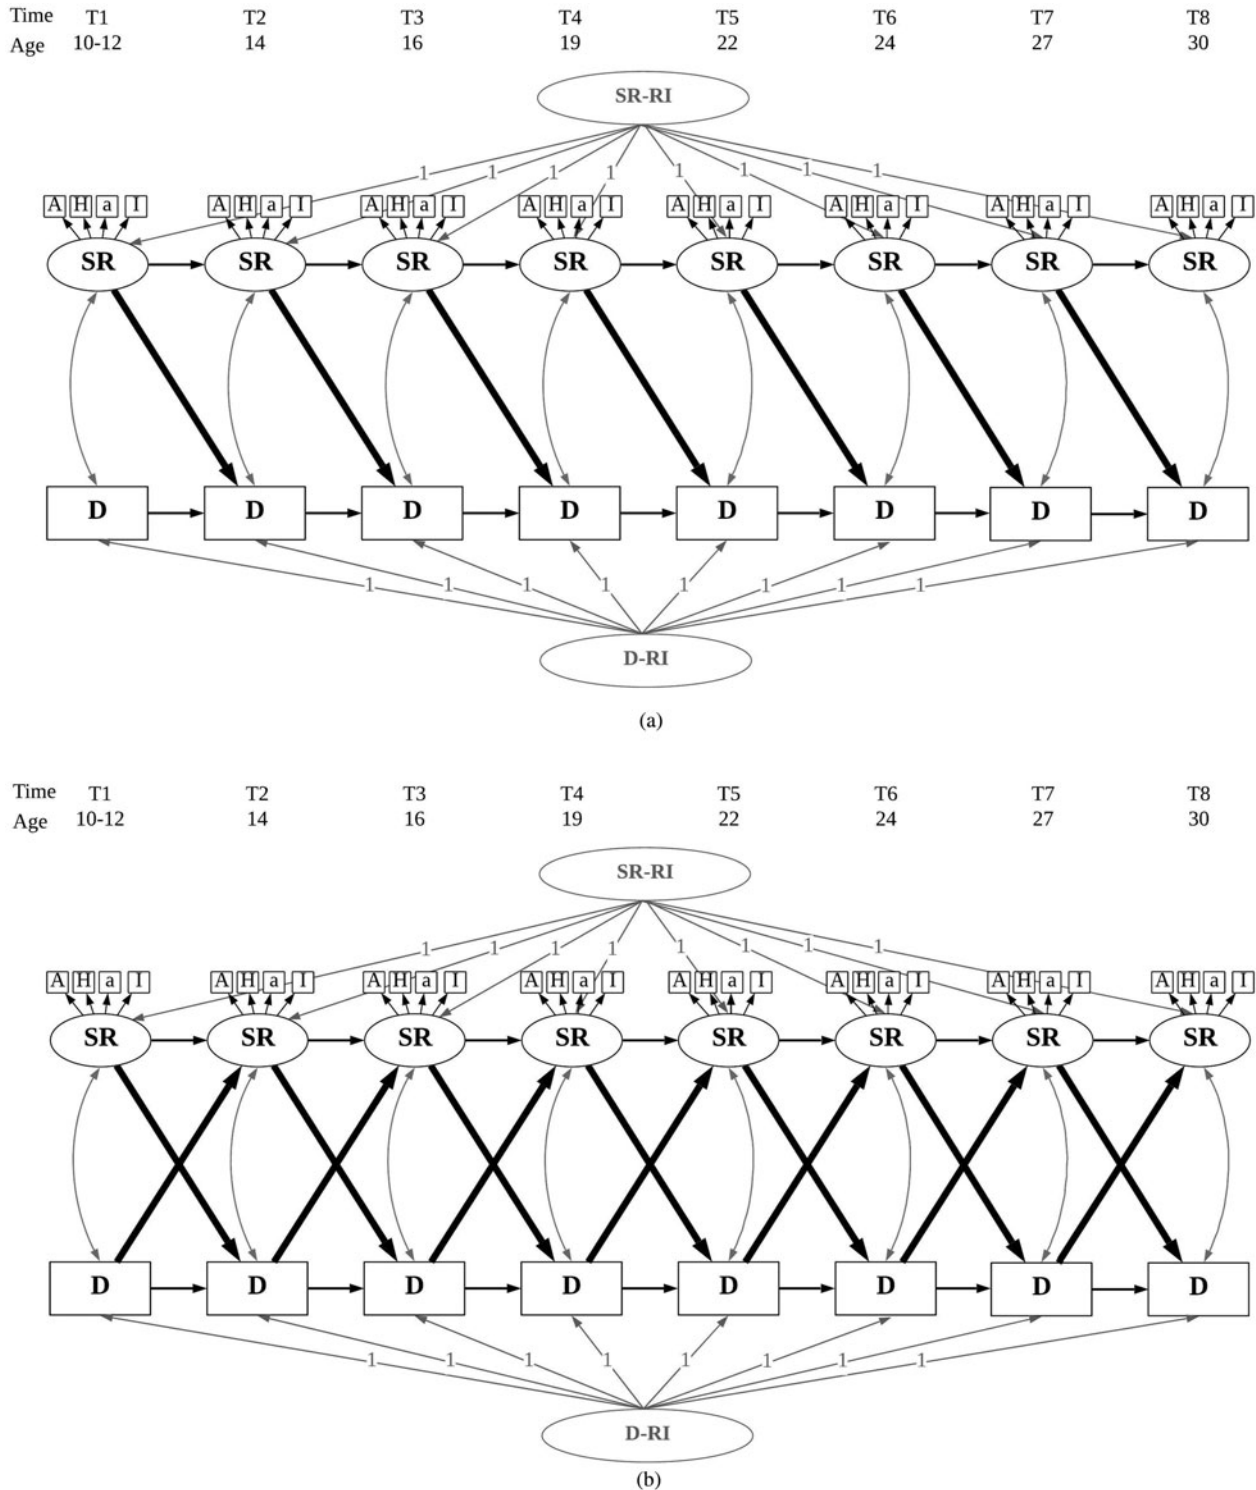 Time T1 T2 T3 T4 T5 T6 T7 T8
Age 10-12 14 16 19 22 24 27 30
SR-RI
1 1 1 1 1 1 1 1
A H a I A H a I A H a I A H a I A H a I A H a I A H a I A H a I
SR SR SR SR SR SR SR SR
D D D D D D D D
1 1 1 1 1 1 1 1
D-RI
(a)
Time T1 T2 T3 T4 T5 T6 T7 T8
Age 10-12 14 16 19 22 24 27 30
SR-RI
1 1 1 1 1 1 1 1
A H a I A H a I A H a I A H a I A H a I A H a I A H a I A H a I
SR SR SR SR SR SR SR SR
D D D D D D D D
1 1 1 1 1 1 1 1
D-RI
(b)